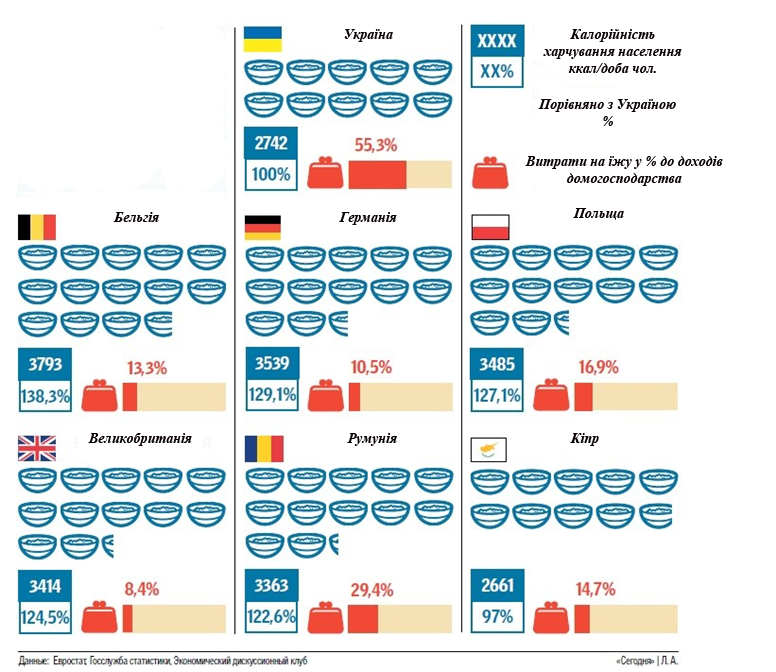 Україна
2742
100%
55,3%
XXXX
XX%
Калорійність
харчування населення
ккал/доба чол.
Порівняно з Україною
%
Витрати на їжу у % до доходів
домогосподарства
Бельгія
3793
138,3%
13,3%
Германія
3539
129,1%
10,5%
Польща
3485
127,1%
16,9%
Великобританія
3414
124,5%
8,4%
Румунія
3363
122,6%
29,4%
Кіпр
2661
97%
14,7%
Данные: Евростат, Госслужба статистики, Экономический дискуссионный клуб
«Сегодня» | Л. А.